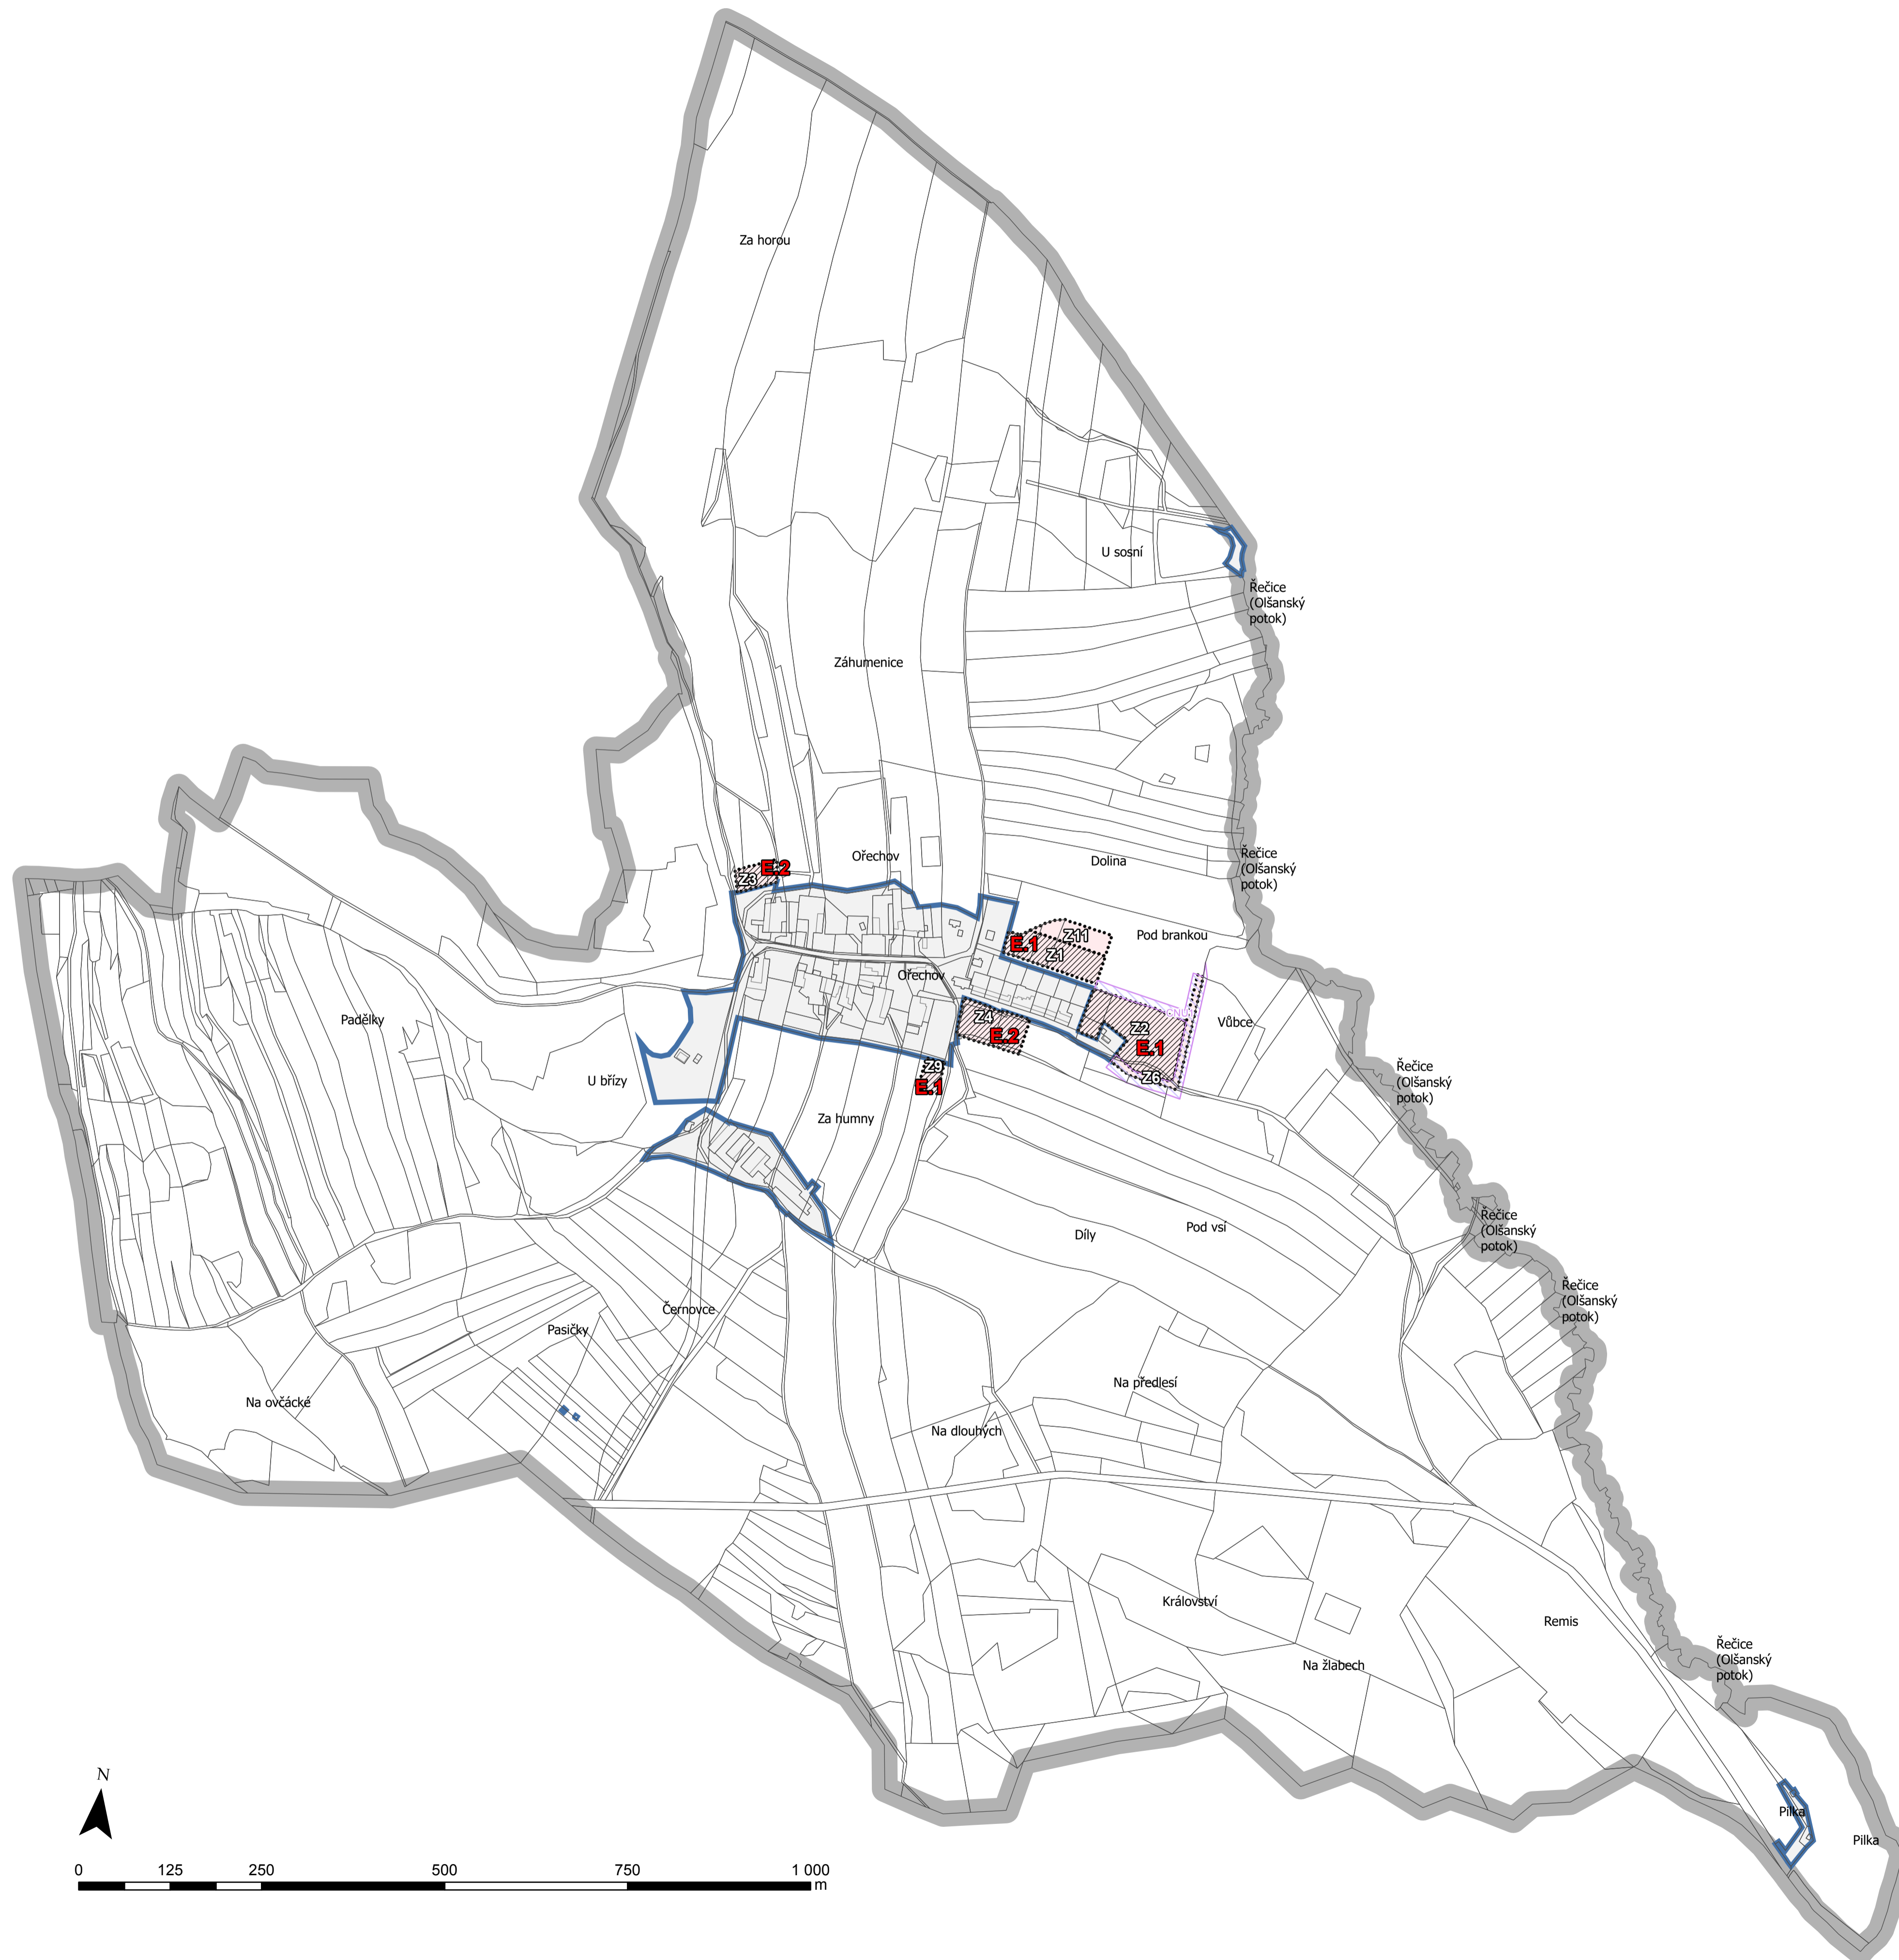 Za horou
U sosní
Řečice
(Olšanský
potok)
Záhumenice
Ořechov
Dolina
Řečice
(Olšanský
potok)
E.2
Z3
Pod brankou
Z11
E.1
Z1
Ořechov
Padělky
Z4
E.2
Z2
E.1
Vůbce
Z6
Z9
E.1
Řečice
(Olšanský
potok)
U břízy
Za humny
Řečice
(Olšanský
potok)
Pod vsí
Díly
Řečice
(Olšanský
potok)
Černovce
Pasičky
Na předlesí
Na ovčácké
Na dlouhých
Království
Remis
Na žlabech
Řečice
(Olšanský
potok)
Pilka
Pilka
N
0 125 250 500 750 1 000
m